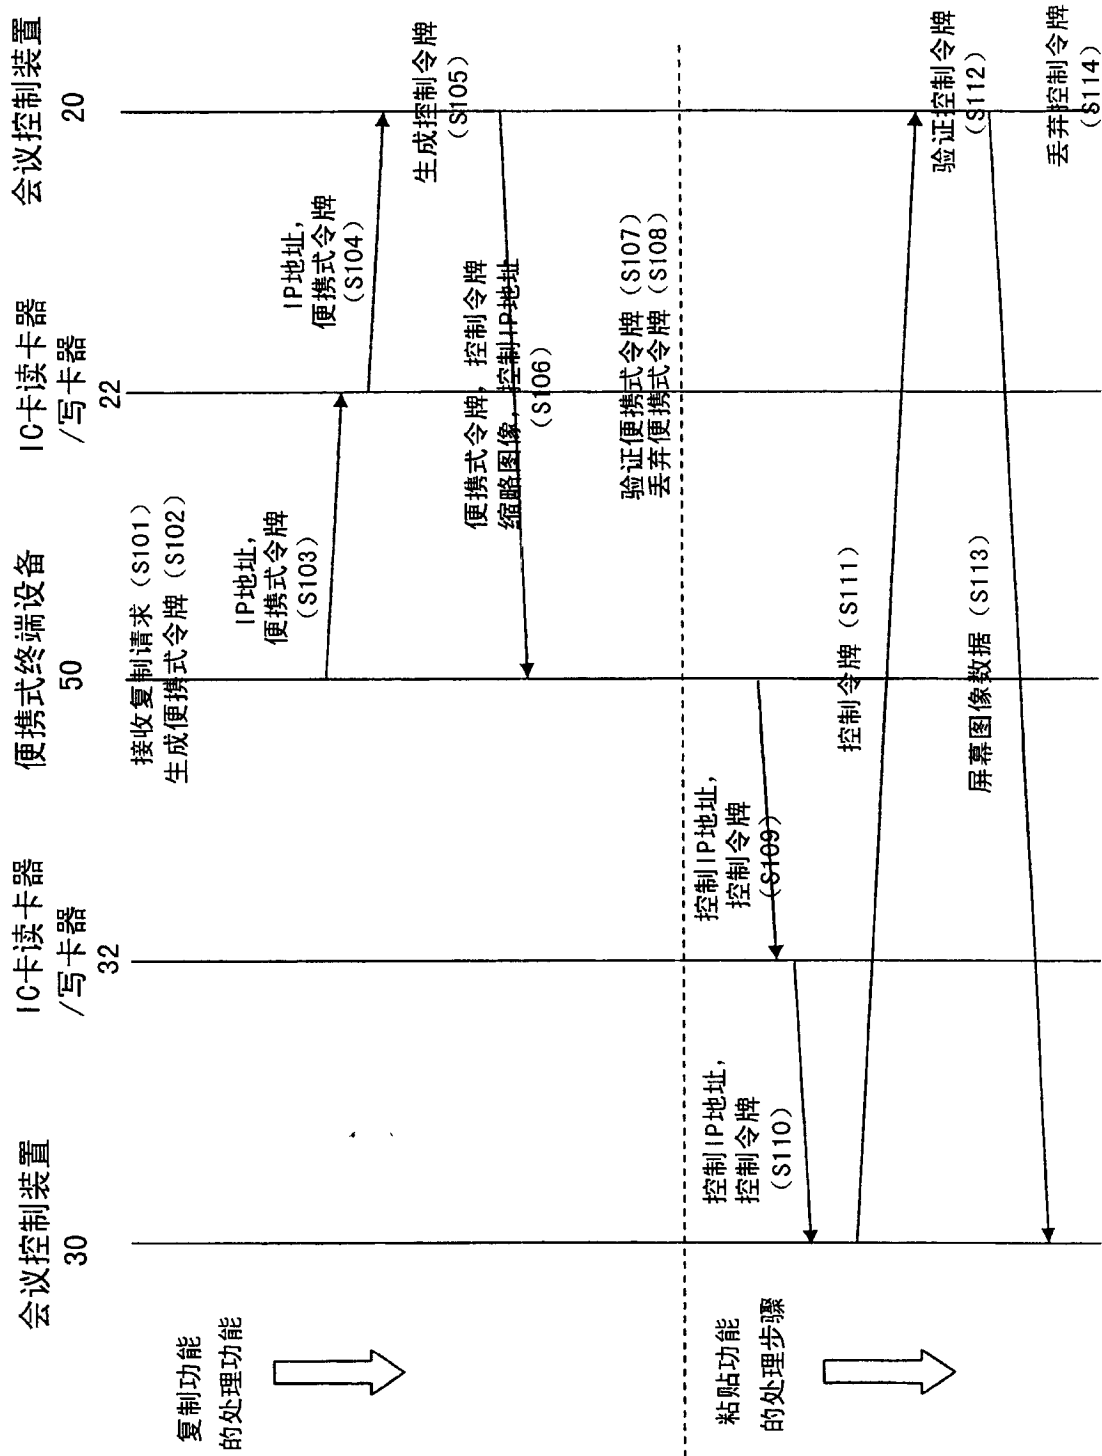 会议控制装置
30
IC卡读卡器
/写卡器
32
便携式终端设备
50
IC卡读卡器
/写卡器
22
会议控制装置
20
复制功能
的处理功能
接收复制请求(S101)
生成便携式令牌(S102)
IP地址,
便携式令牌
(S103)
IP地址,
便携式令牌
(S104)
生成控制令牌
(S105)
便携式令牌, 控制令牌
缩略图像, 控制IP地址
(S106)
验证便携式令牌(S107)
丢弃便携式令牌(S108)
粘贴功能
的处理步骤
控制IP地址,
控制令牌
(S109)
控制IP地址,
控制令牌
(S110)
控制令牌(S111)
验证控制令牌
(S112)
屏幕图像数据(S113)
丢弃控制令牌
(S114)